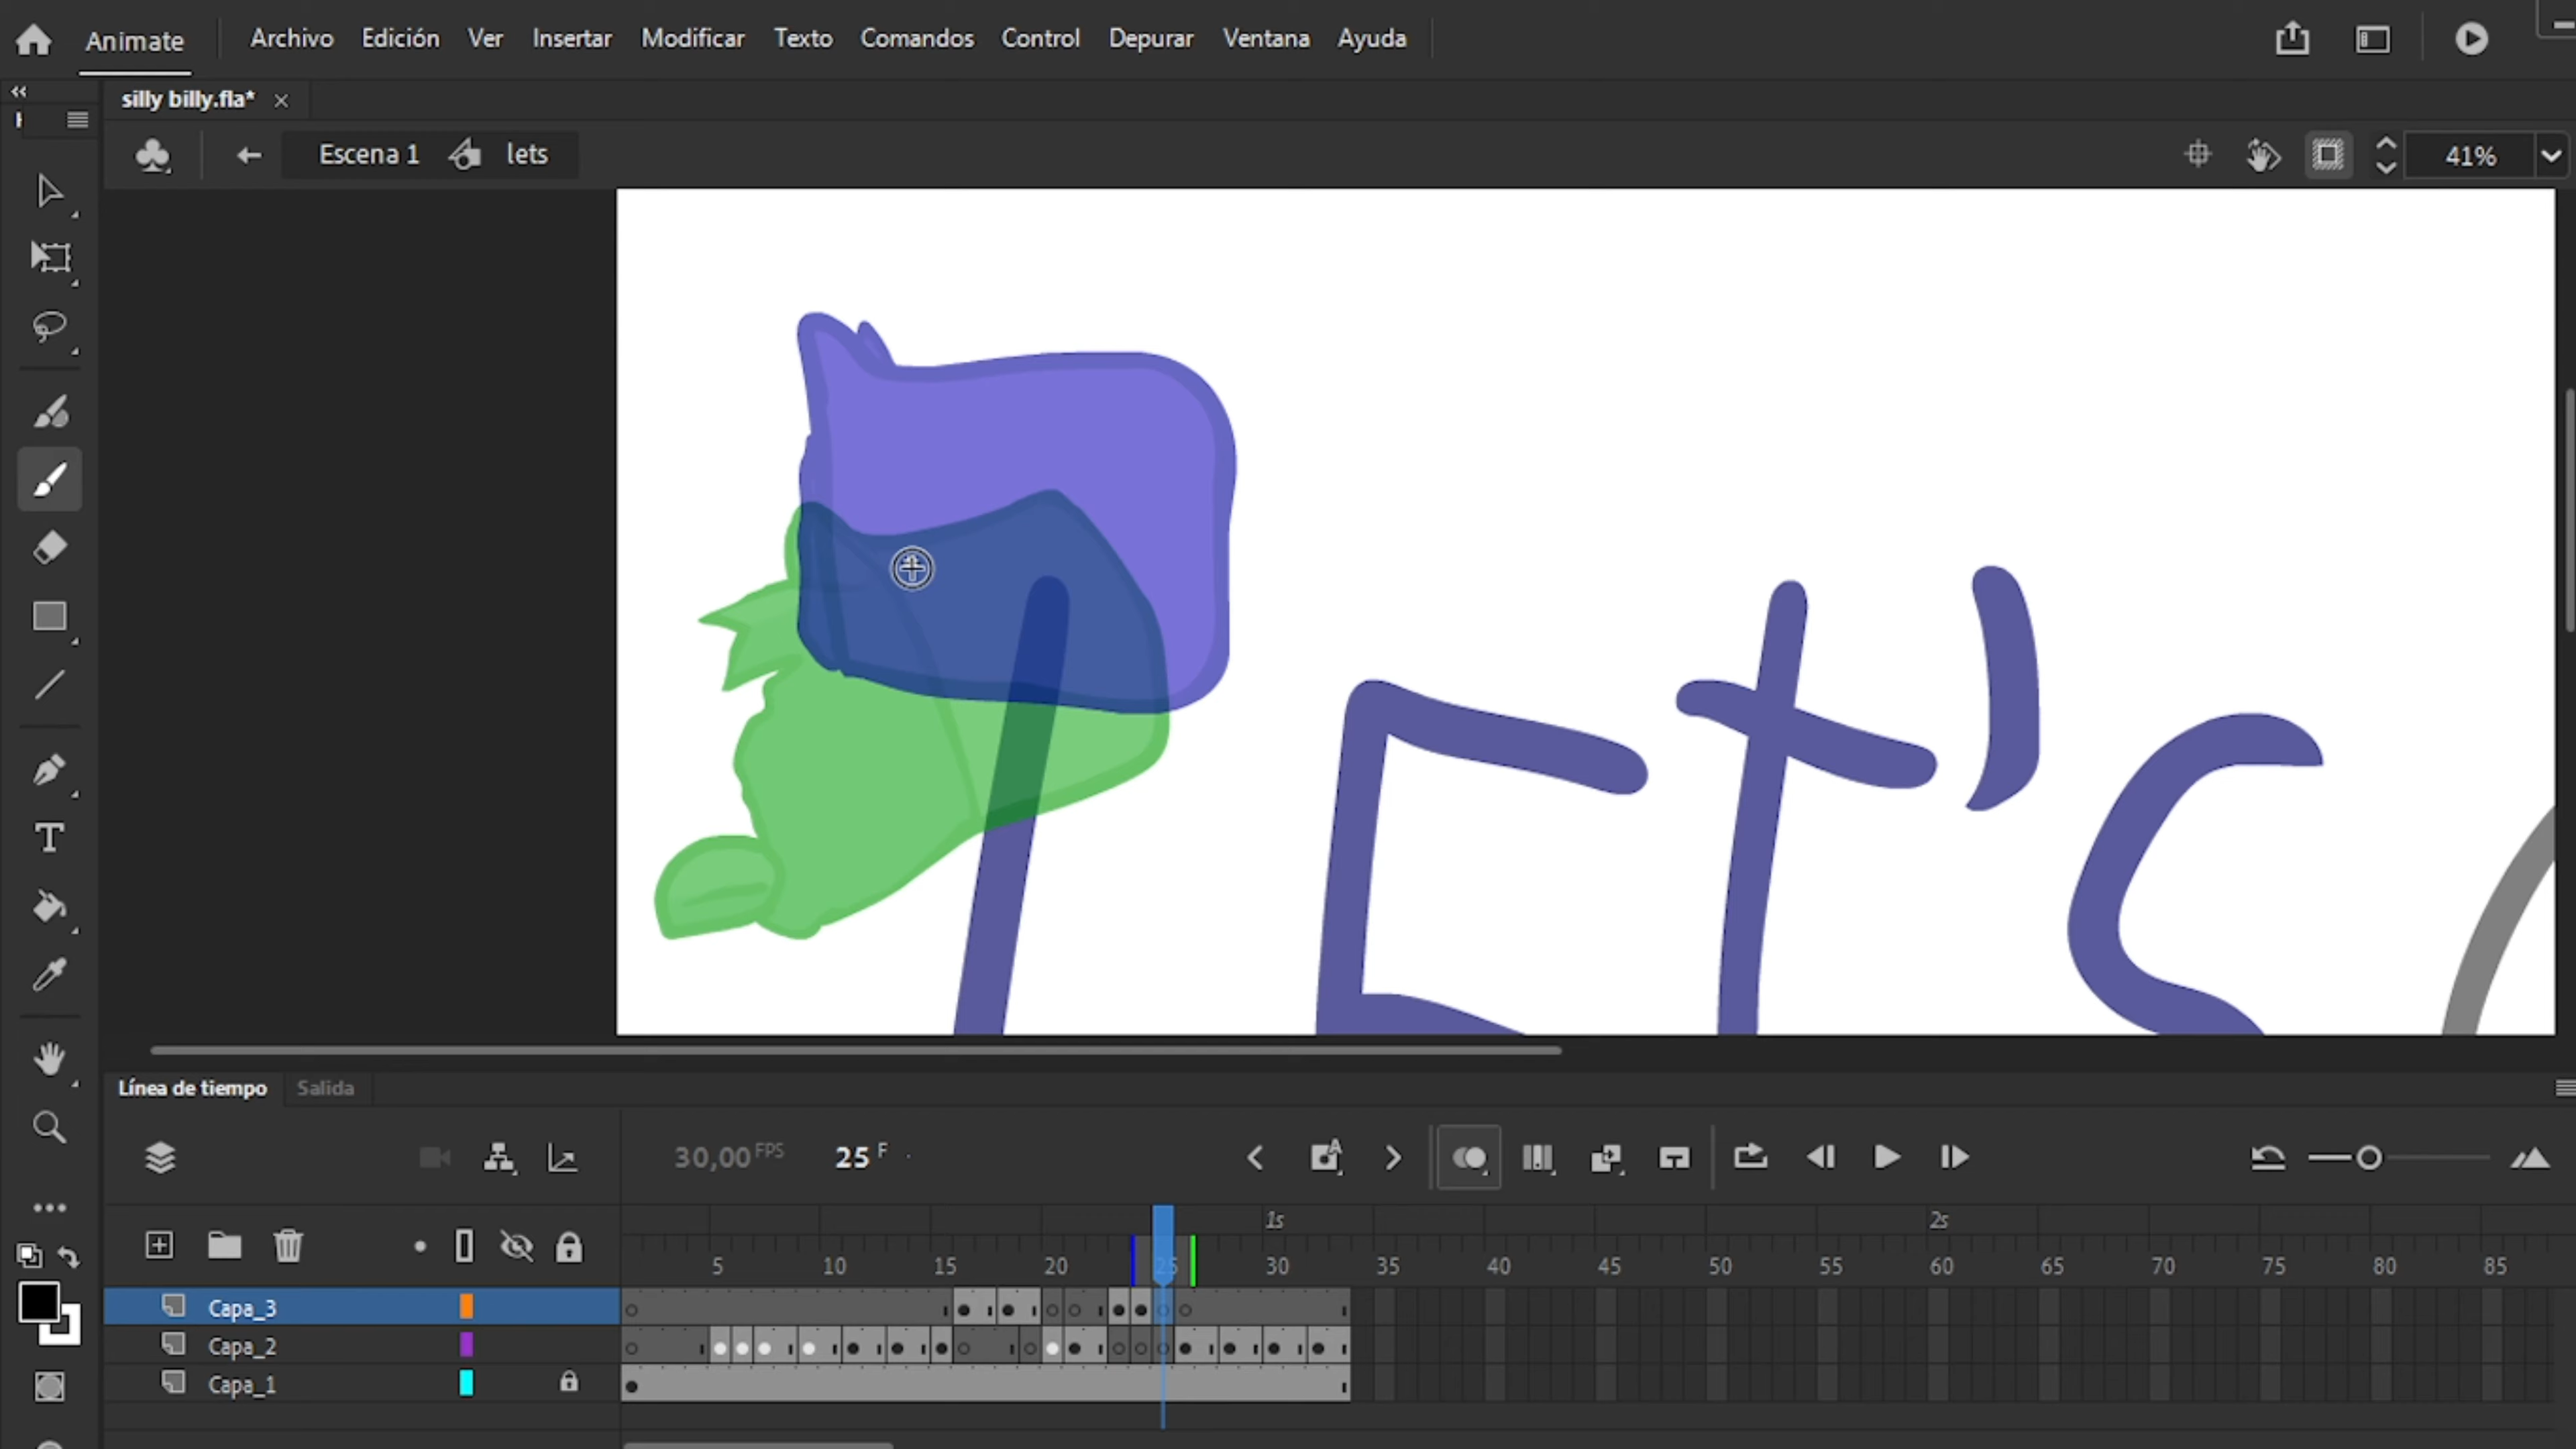 Animate Archivo Edición Ver Insertar Modificar Texto Comandos Control Depurar Ventana Ayuda
silly billy.fla*
Escena 1 lets 41%
Et's
T
Línea de tiempo Salida
30,00 FPS 25 F
1s 2s
5 10 15 20 25 30 35 40 45 50 55 60 65 70 75 80 85
Capa_3
Capa_2
Capa_1